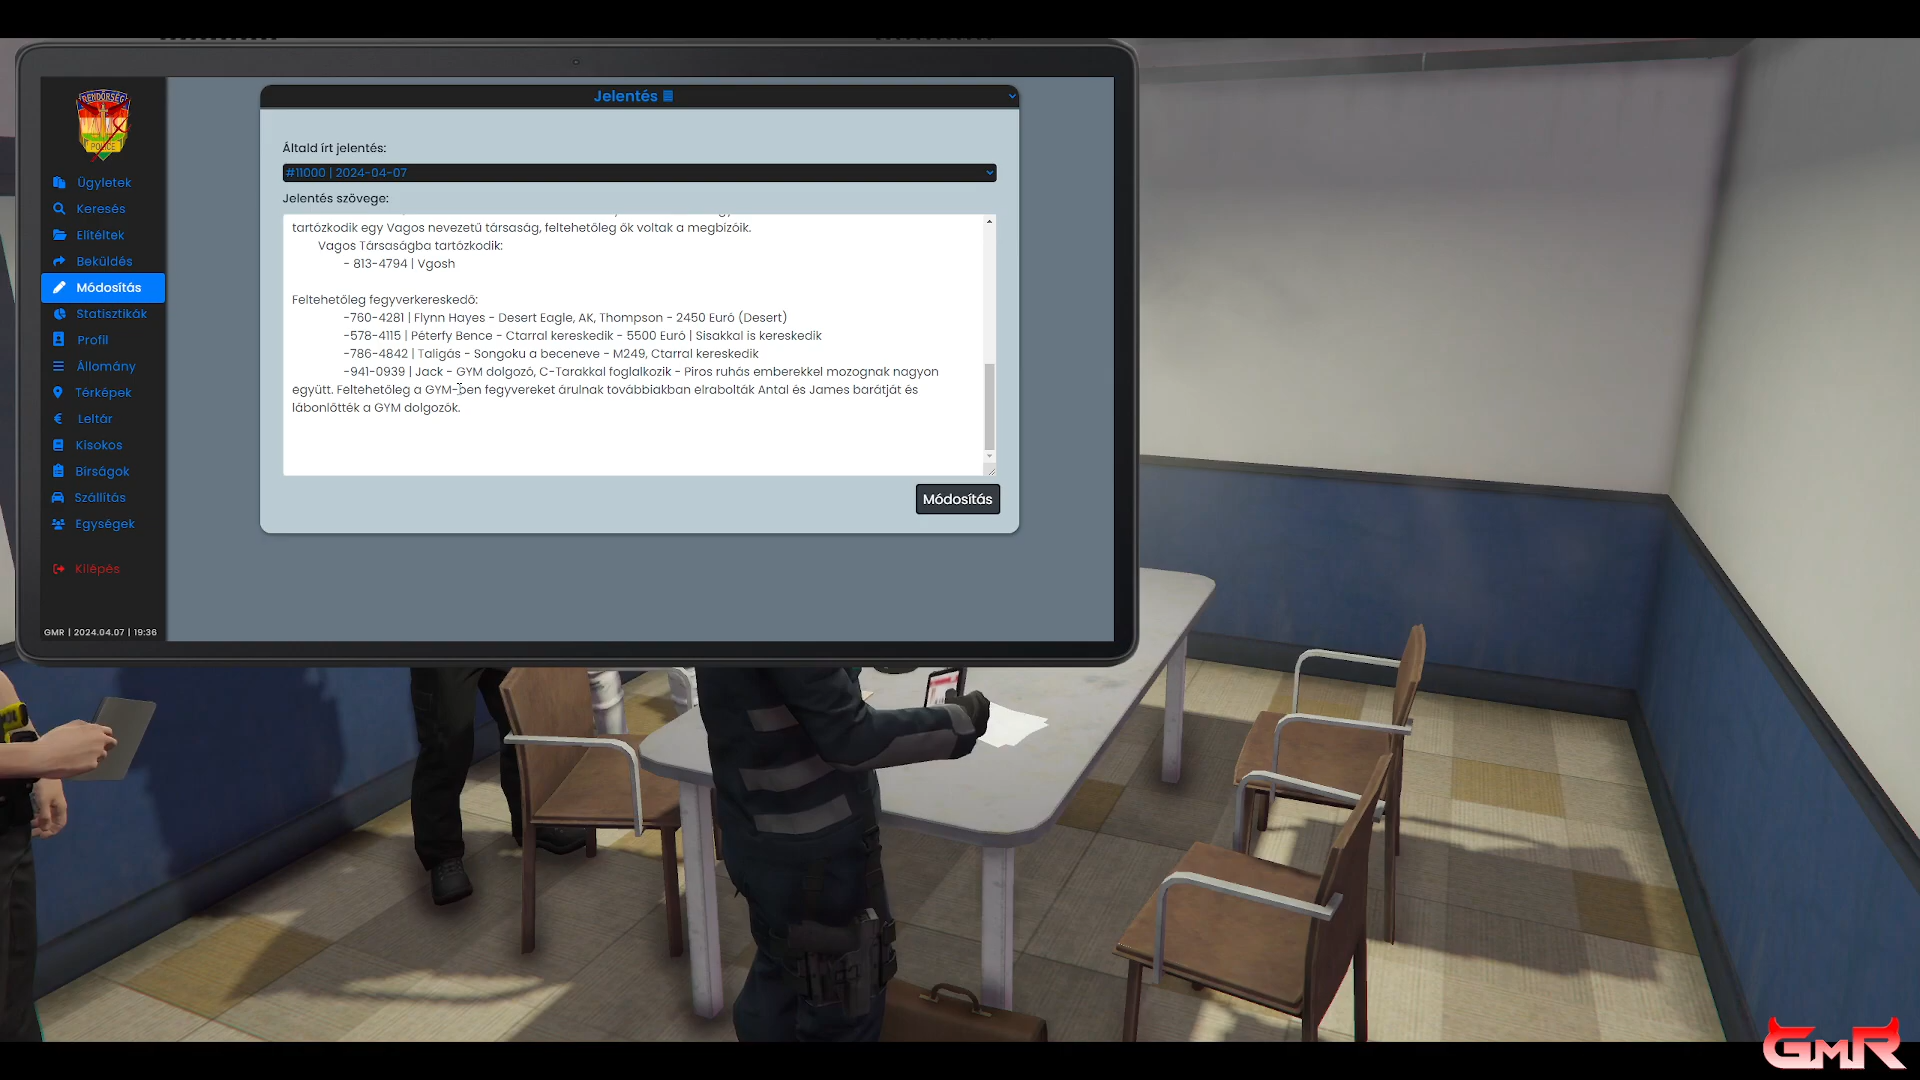 RENDŐRSÉG
POLICE
Ügyletek
Keresés
Elítéltek
Beküldés
Módosítás
Statisztikák
Profil
Állomány
Térképek
Leltár
Kisokos
Bírságok
Szállítás
Egységek
Kilépés
GMR | 2024.04.07 | 19:36
Jelentés
Általd írt jelentés:
#11000 | 2024-04-07
Jelentés szövege:
tartózkodik egy Vagos nevezetű társaság, feltehetőleg ők voltak a megbízóik.
Vagos Társaságba tartózkodik:
- 813-4794 | Vgosh
Feltehetőleg fegyverkereskedő:
-760-4281 | Flynn Hayes - Desert Eagle, AK, Thompson - 2450 Euró (Desert)
-578-4115 | Péterfy Bence - Ctarral kereskedik - 5500 Euró | Sisakkal is kereskedik
-786-4842 | Taligás - Songoku a beceneve - M249, Ctarral kereskedik
-941-0939 | Jack - GYM dolgozó, C-Tarakkal foglalkozik - Piros ruhás emberekkel mozognak nagyon
együtt. Feltehetőleg a GYM-ben fegyvereket árulnak továbbiakban elrabolták Antal és James barátját és
lábonlőtték a GYM dolgozók.
Módosítás
GMR